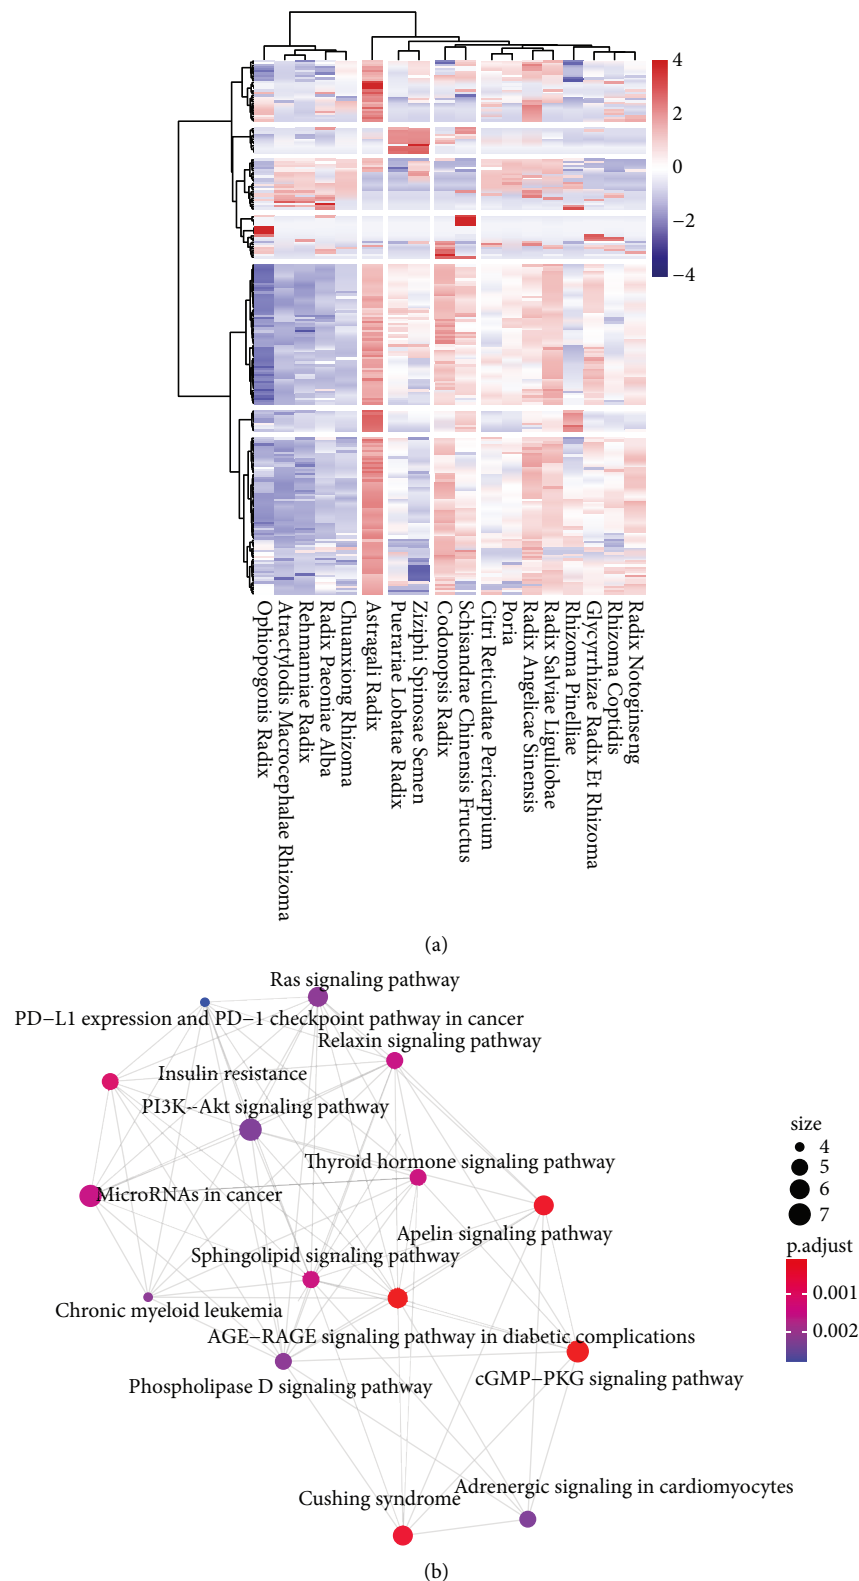 4
2
0
−2
−4
Ophiopogonis Radix
Atractylodis Macrocephalae Rhizoma
Rehmanniae Radix
Radix Paeoniae Alba
Chuanxiong Rhizoma
Astragali Radix
Puerariae Lobatae Radix
Ziziphi Spinosae Semen
Codonopsis Radix
Schisandrae Chinensis Fructus
Citri Reticulatae Pericarpium
Poria
Radix Angelicae Sinensis
Radix Salviae Liguliobae
Rhizoma Pinelliae
Glycyrrhizae Radix Et Rhizoma
Rhizoma Coptidis
Radix Notoginseng
(a)
Ras signaling pathway
PD−L1 expression and PD−1 checkpoint pathway in cancer
Relaxin signaling pathway
Insulin resistance
PI3K--Akt signaling pathway
Thyroid hormone signaling pathway
MicroRNAs in cancer
Apelin signaling pathway
Sphingolipid signaling pathway
Chronic myeloid leukemia
AGE−RAGE signaling pathway in diabetic complications
Phospholipase D signaling pathway
cGMP−PKG signaling pathway
Cushing syndrome
Adrenergic signaling in cardiomyocytes
size
4
5
6
7
p.adjust
0.001
0.002
(b)